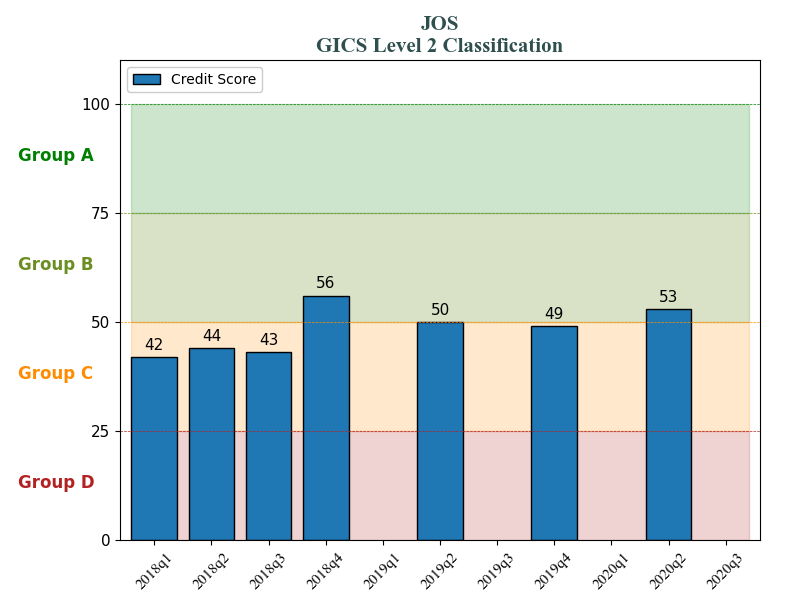 JOS
GICS Level 2 Classification
Credit Score
100
Group A
75
Group B
56
53
50
50
49
44
43
42
Group C
25
Group D
0
2018q1 2018q2 2018q3 2018q4 2019q1 2019q2 2019q3 2019q4 2020q1 2020q2 2020q3